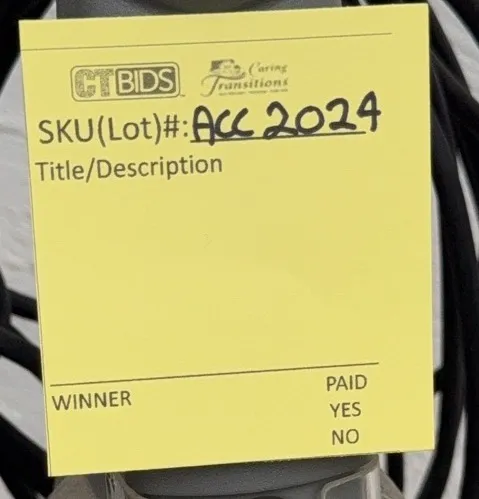 CTBIDS
Caring
Transitions
SKU(Lot)#: ACC 2024
Title/Description
WINNER
PAID
YES
NO